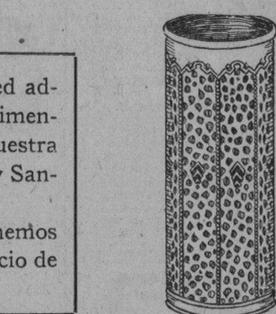 ed ad-
imen-
uestra
y San-
nemos
cio de